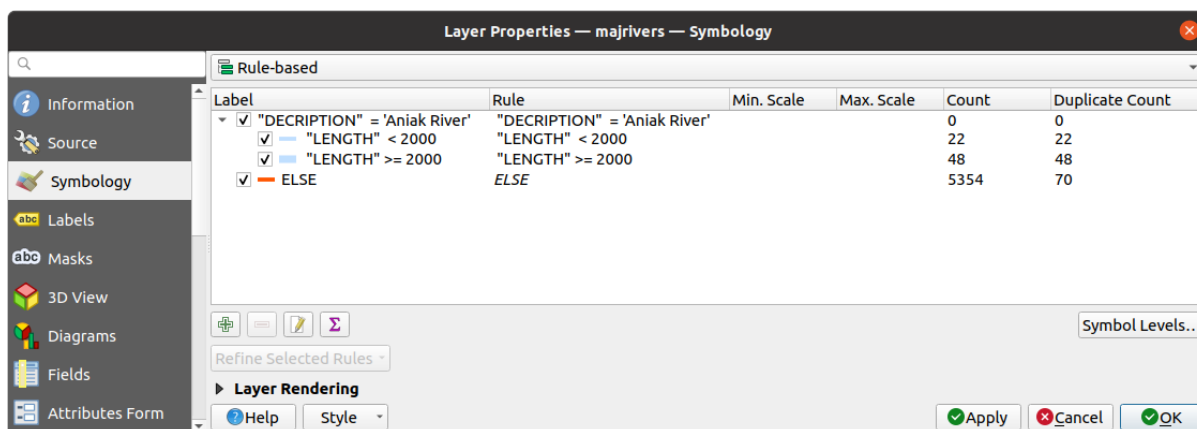 Layer Properties — majrivers — Symbology
Rule-based
Information
Source
Symbology
Labels
Masks
3D View
Diagrams
Fields
Attributes Form
Label Rule Min. Scale Max. Scale Count Duplicate Count
"DECRIPTION" = 'Aniak River' "DECRIPTION" = 'Aniak River' 0 0
"LENGTH" < 2000 "LENGTH" < 2000 22 22
"LENGTH" >= 2000 "LENGTH" >= 2000 48 48
ELSE ELSE 5354 70
Symbol Levels…
Refine Selected Rules
Layer Rendering
Help Style Apply Cancel OK